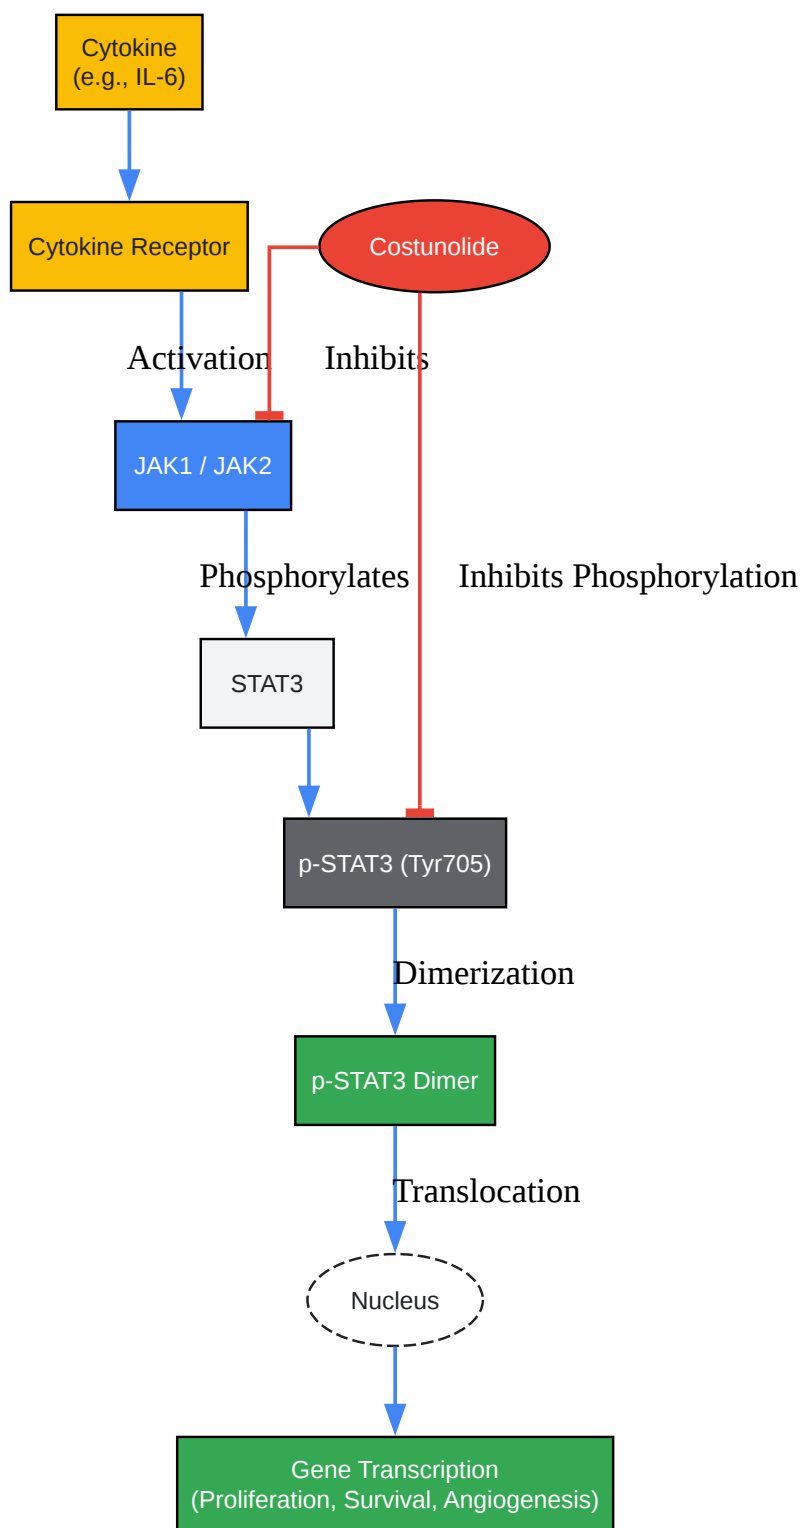 Cytokine
(e.g., IL-6)
Cytokine Receptor
Costunolide
Activation
Inhibits
JAK1 / JAK2
Phosphorylates
Inhibits Phosphorylation
STAT3
p-STAT3 (Tyr705)
Dimerization
p-STAT3 Dimer
Translocation
Nucleus
Gene Transcription
(Proliferation, Survival, Angiogenesis)